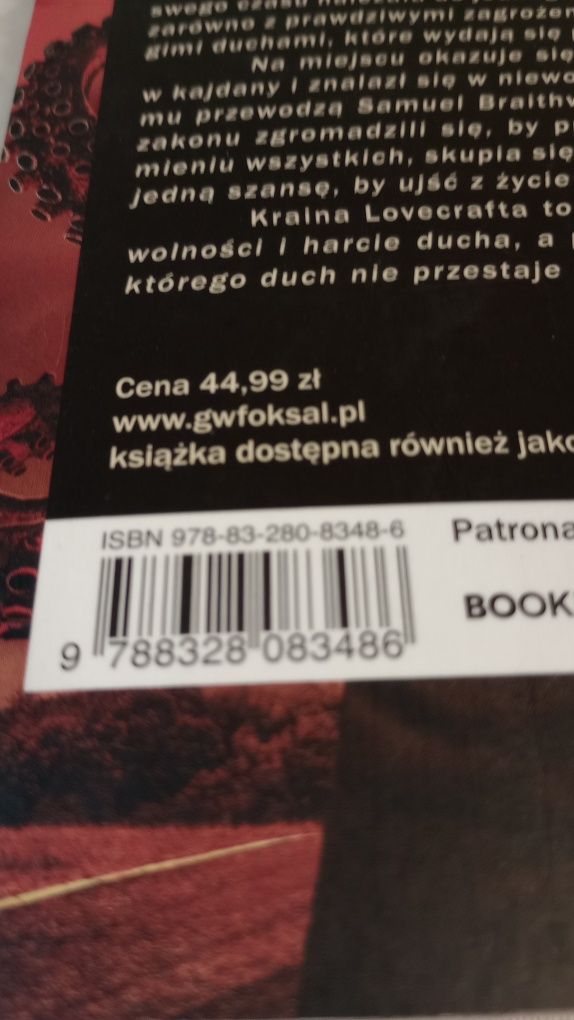 swego czasu
zarówno z prawdziwymi zagrożen
gimi duchami, które wydają się
Na miejscu okazuje się
w kajdany i znalazł się w niewo
mu przewodzą Samuel Braithw
zakonu zgromadzili się, by p
mieniu wszystkich, skupia się
jedną szansę, by ujść z życie
Kraina Lovecrafta to
wolności i harcie ducha, a
którego duch nie przestaje
Cena 44,99 zł
www.gwfoksal.pl
książka dostępna również jako
ISBN 978-83-280-8348-6
Patrona
BOOK
9 788328 083486